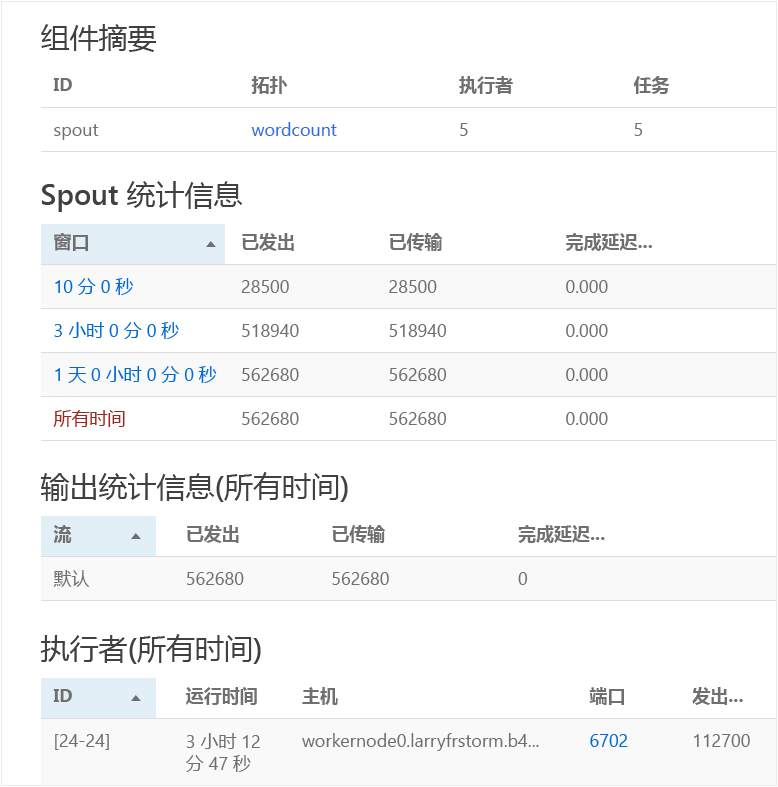 组件摘要
ID 拓扑 执行者 任务
spout wordcount 5 5
Spout 统计信息
窗口 已发出 已传输 完成延迟...
10 分 0 秒 28500 28500 0.000
3 小时 0 分 0 秒 518940 518940 0.000
1 天 0 小时 0 分 0 秒 562680 562680 0.000
所有时间 562680 562680 0.000
输出统计信息(所有时间)
流 已发出 已传输 完成延迟...
默认 562680 562680 0
执行者(所有时间)
ID 运行时间 主机 端口 发出...
[24-24] 3 小时 12 workernode0.larryfrstorm.b4... 6702 112700
分 47 秒